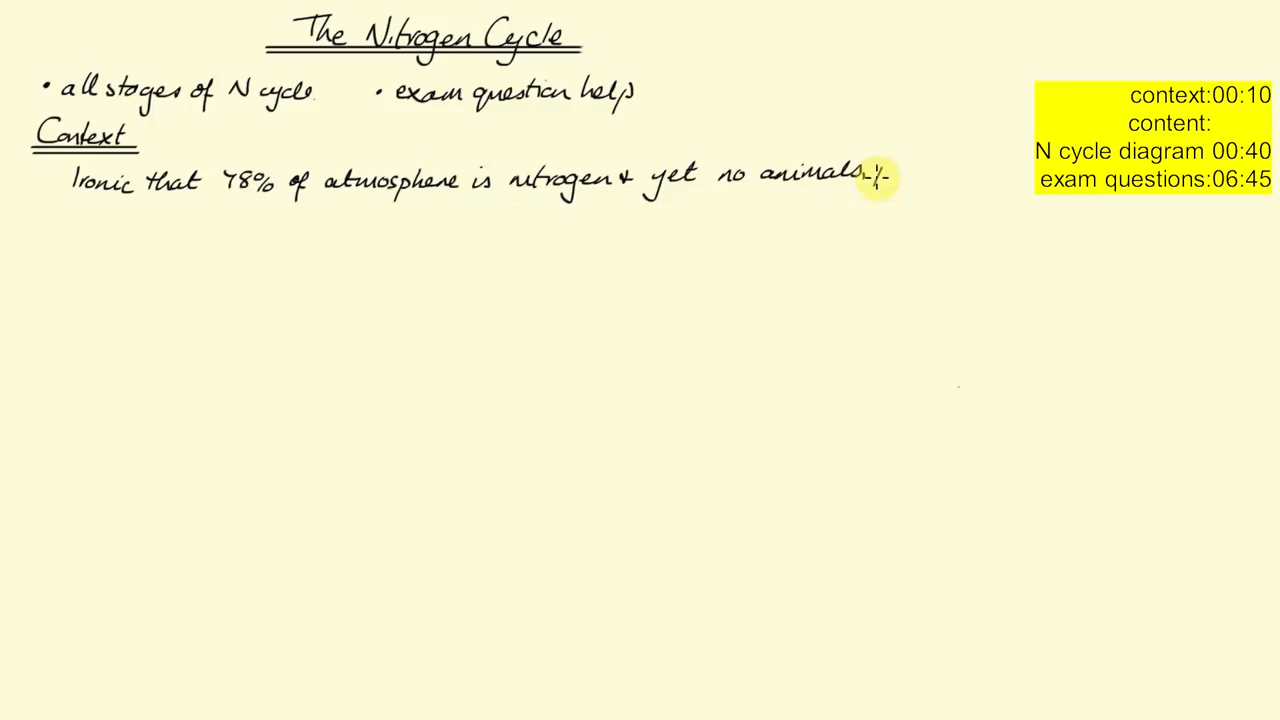 The Nitrogen Cycle
• all stages of N cycle. • exam question help
Context
Ironic that 78% of atmosphere is nitrogen & yet no animals
context:00:10
content:
N cycle diagram 00:40
exam questions:06:45